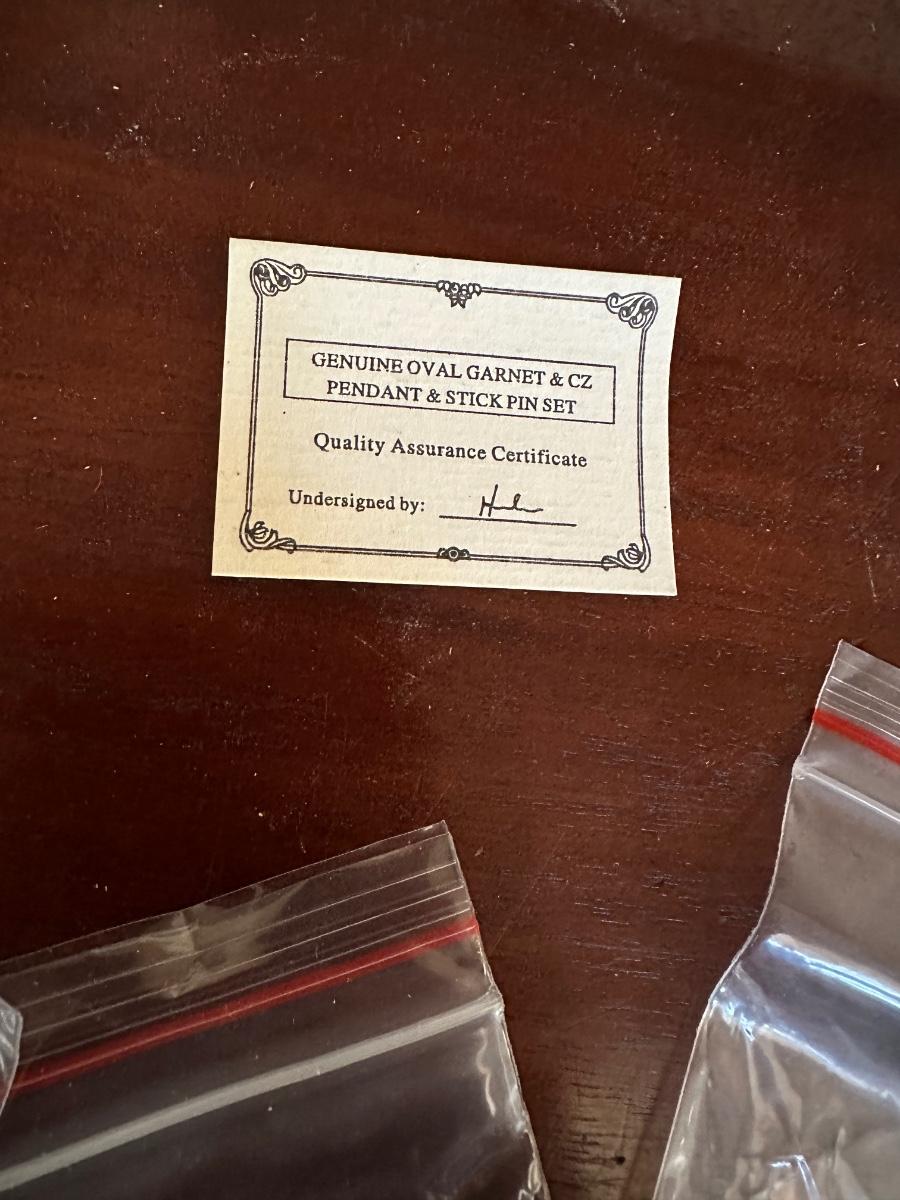 GENUINE OVAL GARNET & CZ
PENDANT & STICK PIN SET
Quality Assurance Certificate
Undersigned by: